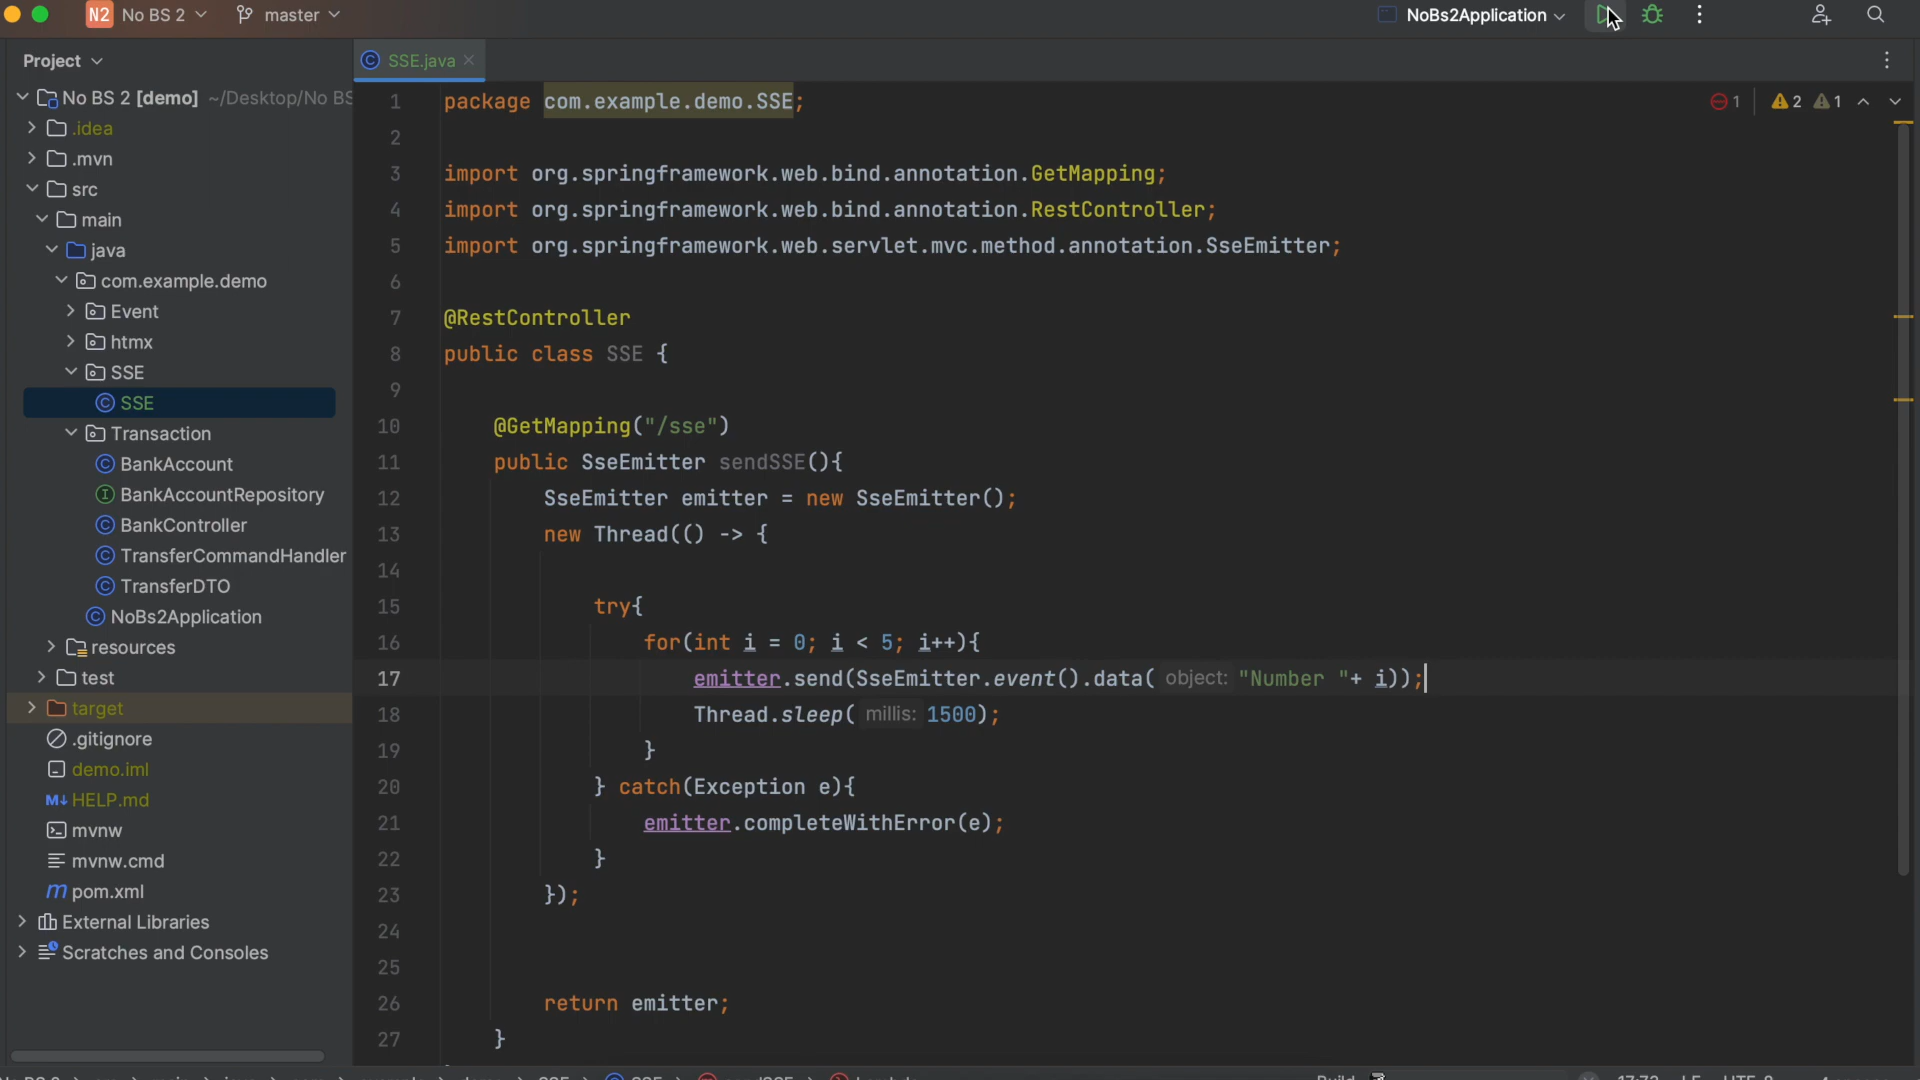 N2 No BS 2 master NoBs2Application
Project
SSE.java
No BS 2 [demo] ~/Desktop/No BS
.idea
.mvn
src
main
java
com.example.demo
Event
htmx
SSE
SSE
Transaction
BankAccount
BankAccountRepository
BankController
TransferCommandHandler
TransferDTO
NoBs2Application
resources
test
target
.gitignore
demo.iml
M↓ HELP.md
mvnw
mvnw.cmd
m pom.xml
External Libraries
Scratches and Consoles
1 package com.example.demo.SSE; 1 2 1
2
3 import org.springframework.web.bind.annotation.GetMapping;
4 import org.springframework.web.bind.annotation.RestController;
5 import org.springframework.web.servlet.mvc.method.annotation.SseEmitter;
6
7 @RestController
8 public class SSE {
9
10 @GetMapping("/sse")
11 public SseEmitter sendSSE(){
12 SseEmitter emitter = new SseEmitter();
13 new Thread(() -> {
14
15 try{
16 for(int i = 0; i < 5; i++){
17 emitter.send(SseEmitter.event().data( object: "Number "+ i));
18 Thread.sleep( millis: 1500);
19 }
20 } catch(Exception e){
21 emitter.completeWithError(e);
22 }
23 });
24
25
26 return emitter;
27 }